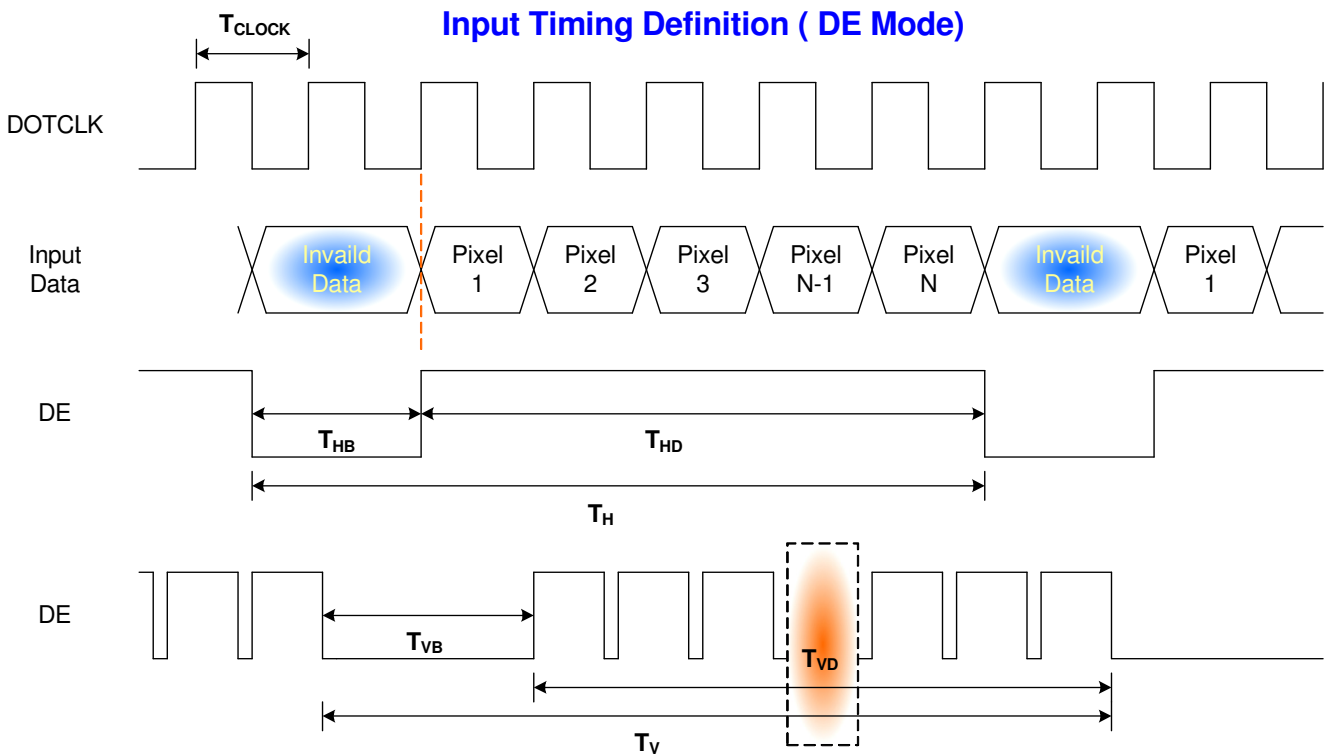 Input Timing Definition ( DE Mode)
TCLOCK
DOTCLK
Input
Data
Invaild
Data
Pixel
1
Pixel
2
Pixel
3
Pixel
N-1
Pixel
N
Invaild
Data
Pixel
1
DE
THB
THD
TH
DE
TVB
TVD
TV